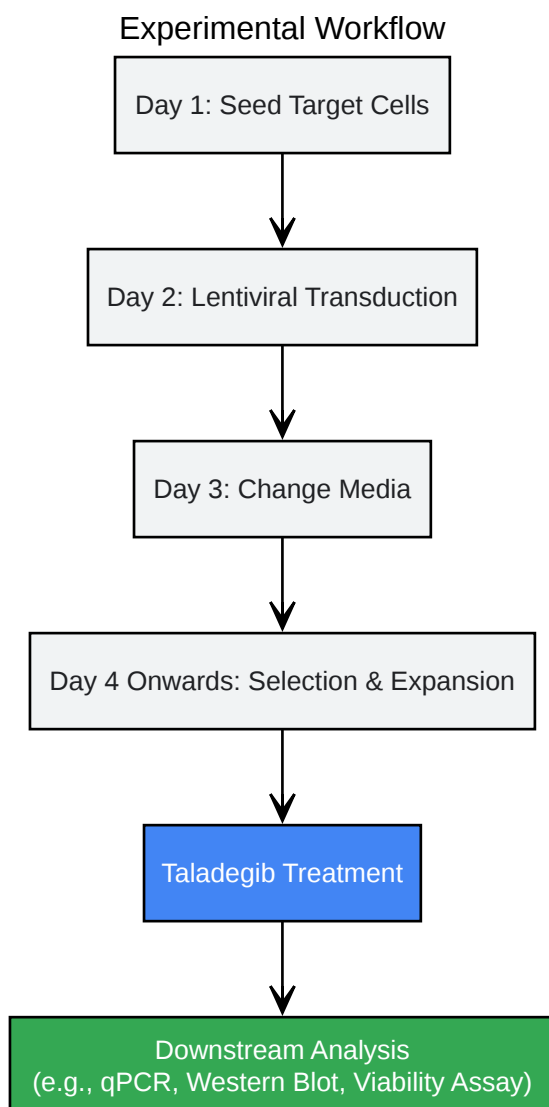 Experimental Workflow
Day 1: Seed Target Cells
Day 2: Lentiviral Transduction
Day 3: Change Media
Day 4 Onwards: Selection & Expansion
Taladegib Treatment
Downstream Analysis
(e.g., qPCR, Western Blot, Viability Assay)